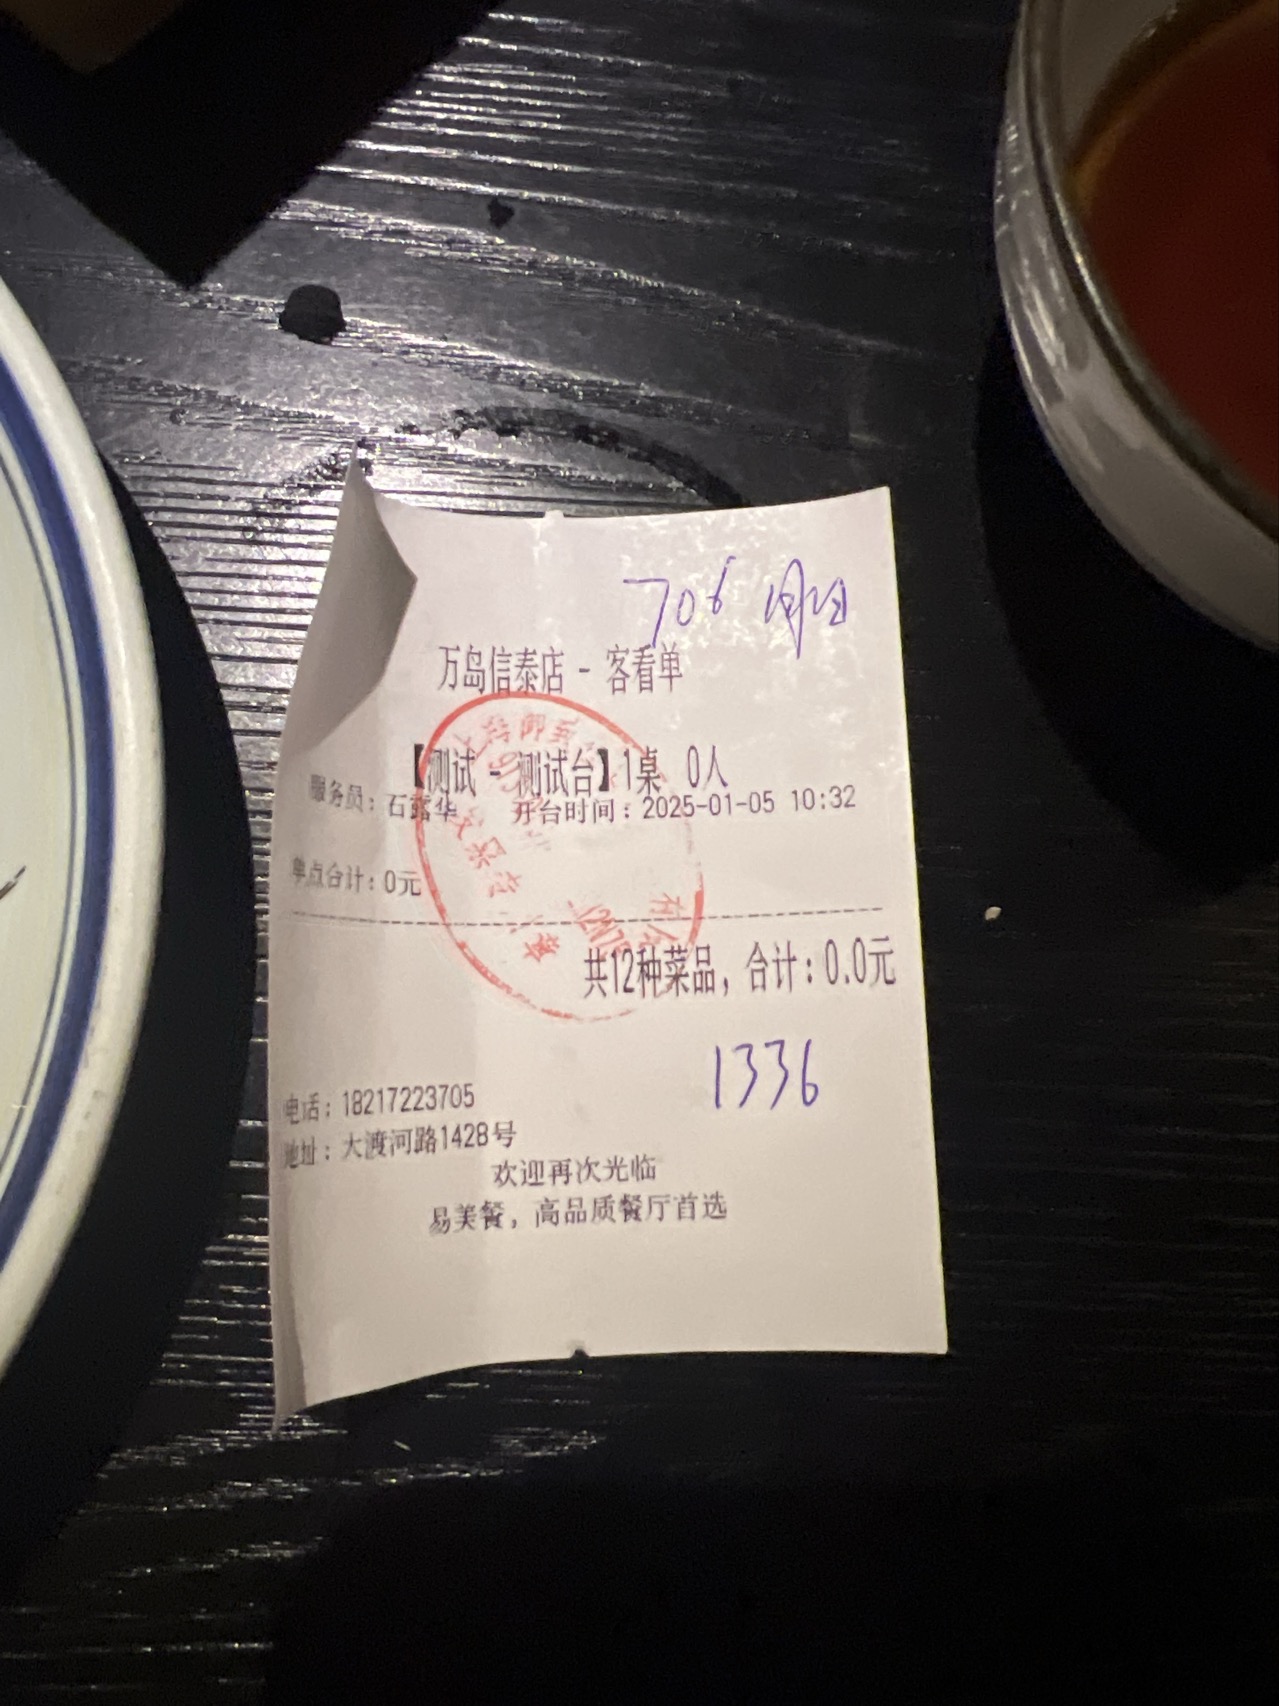 706
万岛信泰店 - 客看单
【测试 - 测试台】1桌 0人
服务员：石露华 开台时间：2025-01-05 10:32
单点合计：0元
共12种菜品，合计：0.0元
1336
电话：18217223705
地址：大渡河路1428号
欢迎再次光临
易美餐，高品质餐厅首选